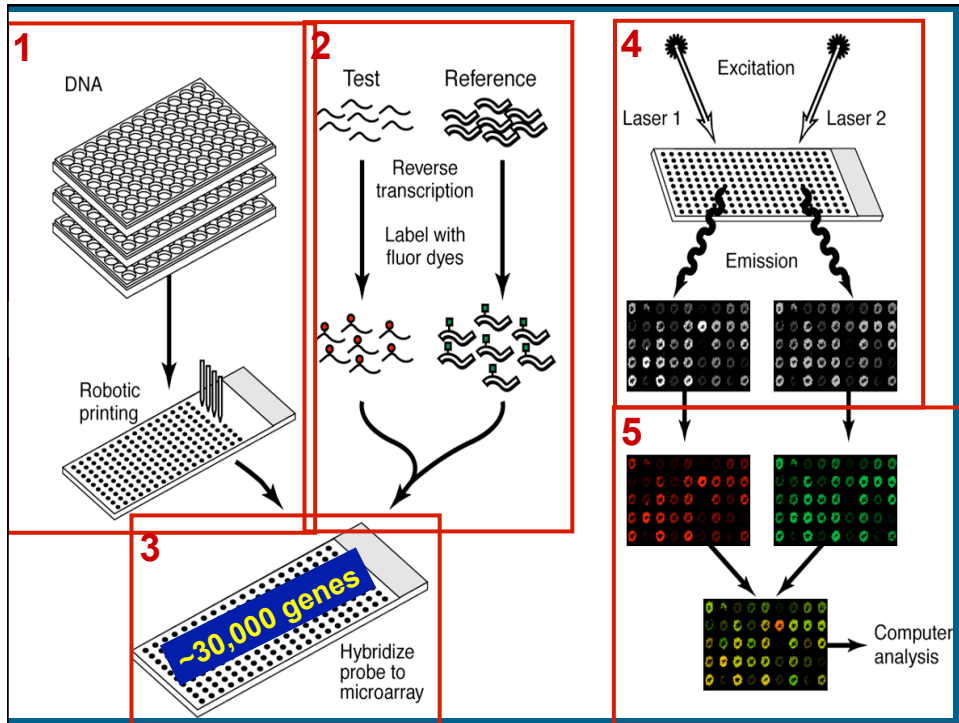 1
DNA
Robotic
printing
2
Test
Reference
Reverse
transcription
Label with
fluor dyes
3
~30,000 genes
Hybridize
probe to
microarray
4
Excitation
Laser 1
Laser 2
Emission
5
Computer
analysis